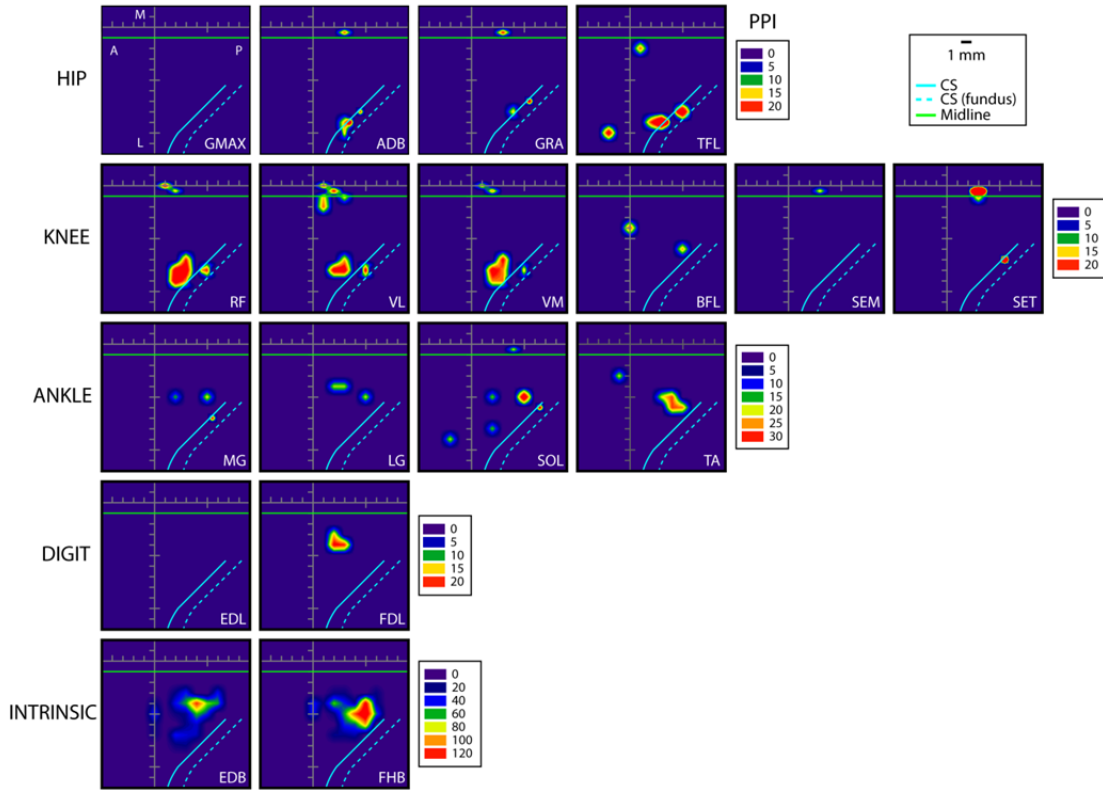 PPI
M
A P
L
HIP
GMAX
ADB
GRA
TFL
0
5
10
15
20
1 mm
CS
CS (fundus)
Midline
KNEE
RF
VL
VM
BFL
SEM
SET
0
5
10
15
20
ANKLE
MG
LG
SOL
TA
0
5
10
15
20
25
30
DIGIT
EDL
FDL
0
5
10
15
20
INTRINSIC
EDB
FHB
0
20
40
60
80
100
120